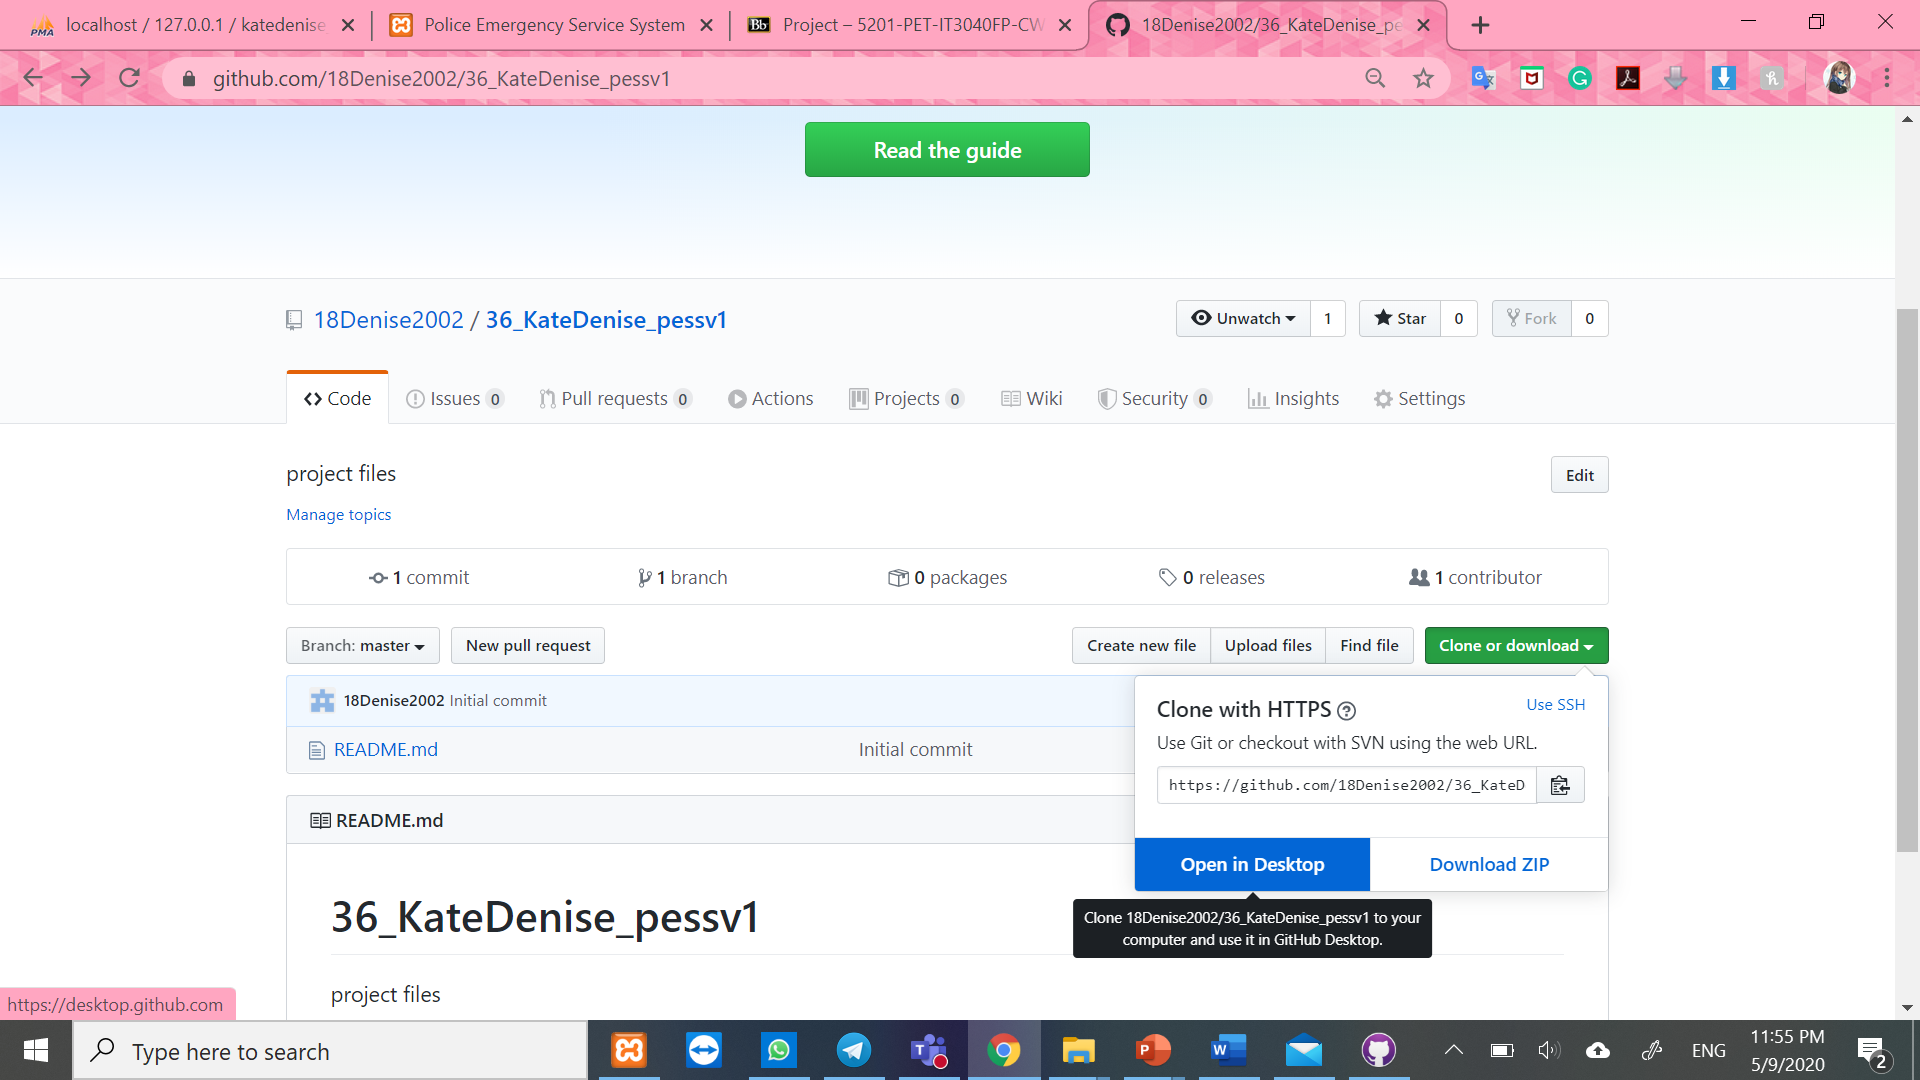 localhost / 127.0.0.1 / katedenise
Police Emergency Service System
Bb Project – 5201-PET-IT3040FP-CW
18Denise2002/36_KateDenise_pe
github.com/18Denise2002/36_KateDenise_pessv1
Read the guide
18Denise2002 / 36_KateDenise_pessv1
Unwatch 1
Star 0
Fork 0
Code
Issues 0
Pull requests 0
Actions
Projects 0
Wiki
Security 0
Insights
Settings
project files
Edit
Manage topics
1 commit
1 branch
0 packages
0 releases
1 contributor
Branch: master
New pull request
Create new file
Upload files
Find file
Clone or download
18Denise2002 Initial commit
README.md
Initial commit
Clone with HTTPS
Use SSH
Use Git or checkout with SVN using the web URL.
https://github.com/18Denise2002/36_KateD
Open in Desktop
Download ZIP
Clone 18Denise2002/36_KateDenise_pessv1 to your
computer and use it in GitHub Desktop.
README.md
36_KateDenise_pessv1
project files
https://desktop.github.com
Type here to search
ENG
11:55 PM
5/9/2020
2